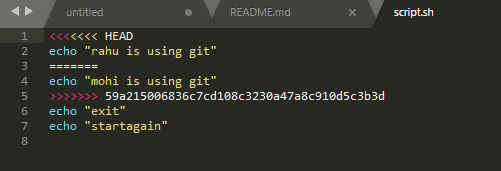 untitled README.md × script.sh
1 <<<<<<< HEAD
2 echo "rahu is using git"
3 =======
4 echo "mohi is using git"
5 >>>>>>> 59a215006836c7cd108c3230a47a8c910d5c3b3d
6 echo "exit"
7 echo "startagain"
8